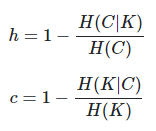 h = 1 − H(C|K) / H(C)
c = 1 − H(K|C) / H(K)